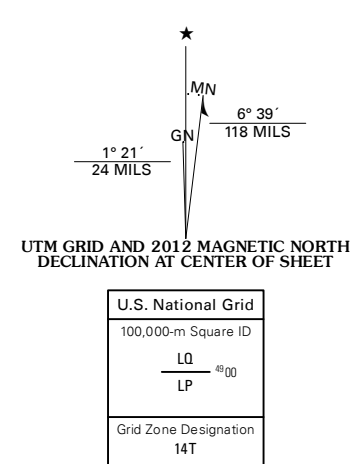 ★
MN
6° 39´
118 MILS
GN
1° 21´
24 MILS
UTM GRID AND 2012 MAGNETIC NORTH
DECLINATION AT CENTER OF SHEET
U.S. National Grid
100,000-m Square ID
LQ
4900
LP
Grid Zone Designation
14T